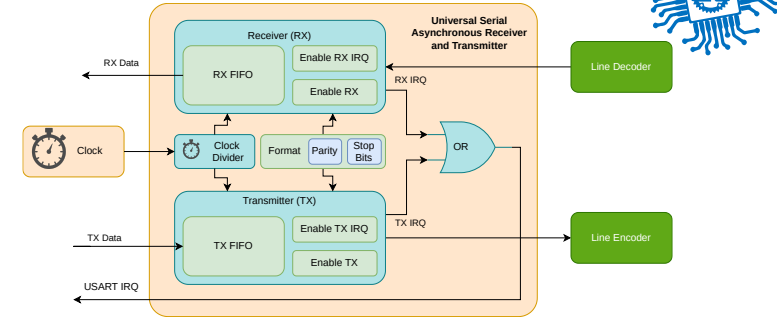 Universal Serial
Asynchronous Receiver
and Transmitter
Receiver (RX)
RX Data
RX FIFO
Enable RX IRQ
Enable RX
RX IRQ
Line Decoder
Clock
Clock
Divider
Format
Parity
Stop
Bits
OR
Transmitter (TX)
TX Data
TX FIFO
Enable TX IRQ
Enable TX
TX IRQ
Line Encoder
USART IRQ